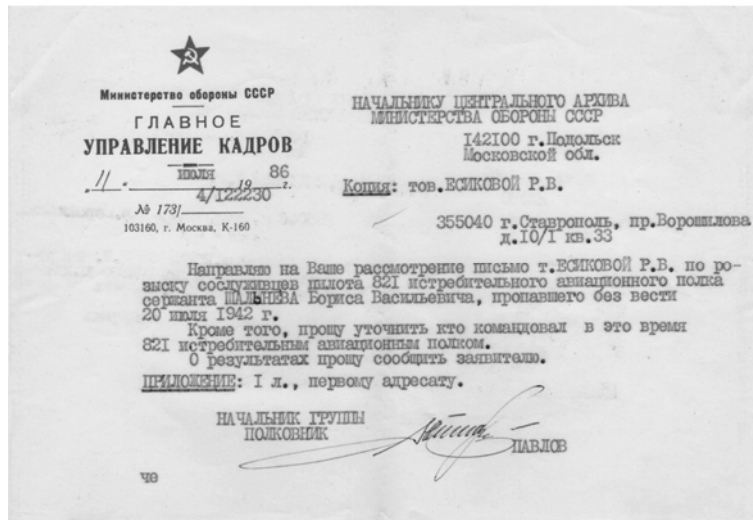 Министерство обороны СССР
ГЛАВНОЕ
УПРАВЛЕНИЕ КАДРОВ
„11" июля 1986 г.
4/122230
№ 173/
103160, г. Москва, К-160
НАЧАЛЬНИКУ ЦЕНТРАЛЬНОГО АРХИВА
МИНИСТЕРСТВА ОБОРОНЫ СССР
142100 г.Подольск
Московской обл.
Копия: тов.ЕСИКОВОЙ Р.В.
355040 г.Ставрополь, пр.Ворошилова
д.10/1 кв.33
Направляю на Ваше рассмотрение письмо т.ЕСИКОВОЙ Р.В. по ро-
зыску сослуживцев пилота 821 истребительного авиационного полка
сержанта ШАЛЬНЕВА Бориса Васильевича, пропавшего без вести
20 июля 1942 г.
Кроме того, прошу уточнить кто командовал в это время
821 истребительным авиационным полком.
О результатах прошу сообщить заявителю.
ПРИЛОЖЕНИЕ: 1 л., первому адресату.
НАЧАЛЬНИК ГРУППЫ
ПОЛКОВНИК
ПАВЛОВ
че